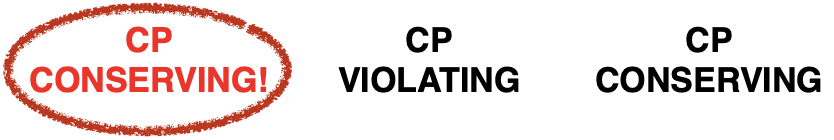 CP
CONSERVING!
CP
VIOLATING
CP
CONSERVING